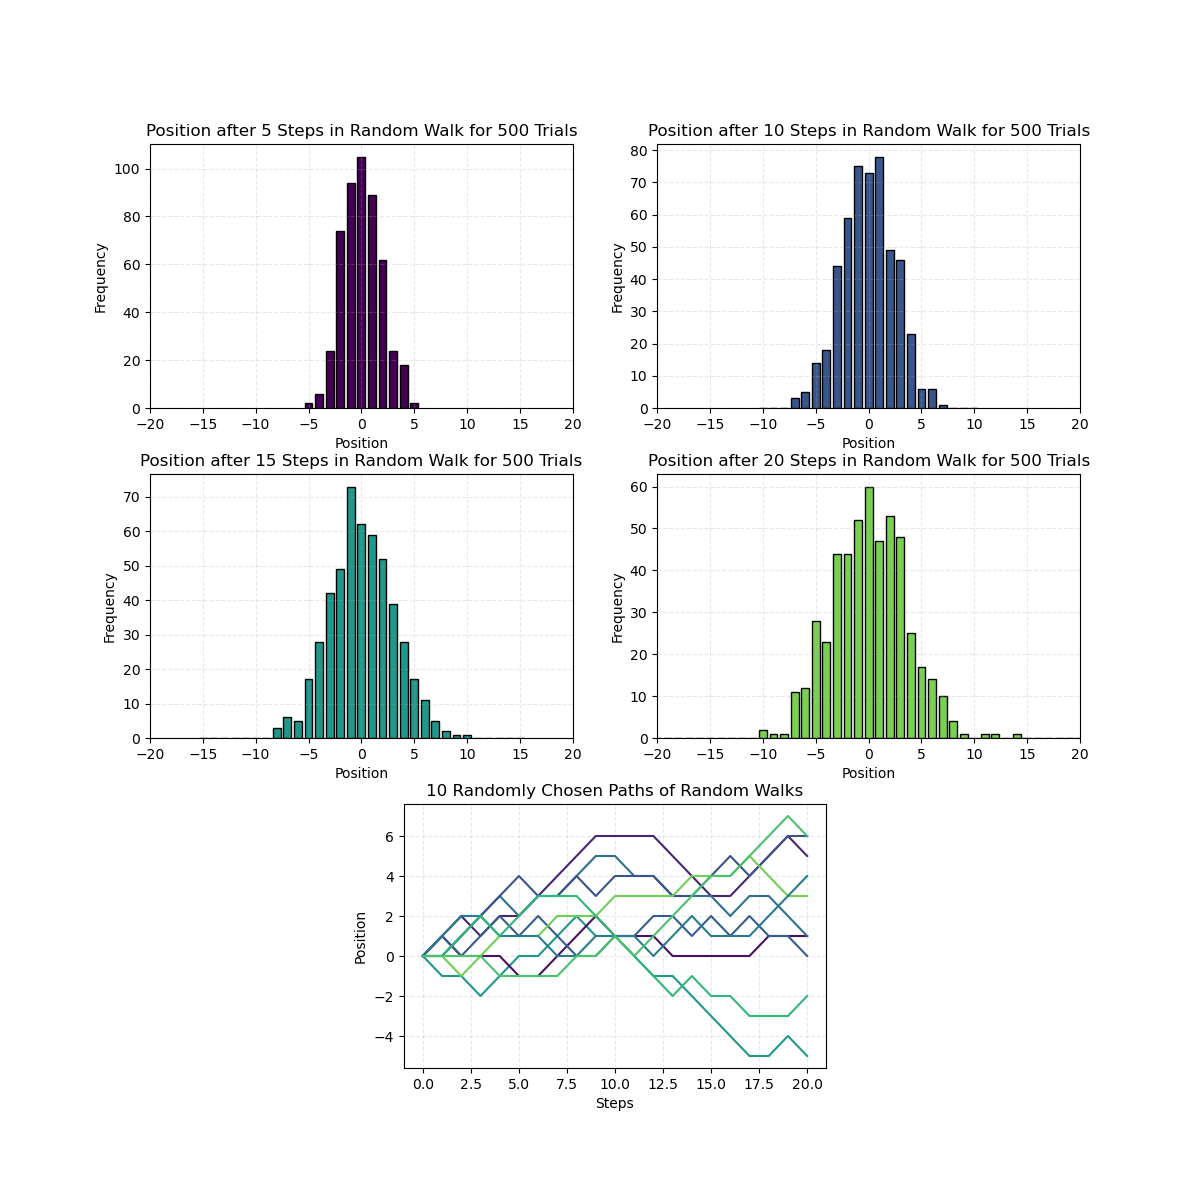 Position after 5 Steps in Random Walk for 500 Trials
100
80
60
40
20
0
Frequency
−20 −15 −10 −5 0 5 10 15 20
Position
Position after 10 Steps in Random Walk for 500 Trials
80
70
60
50
40
30
20
10
0
Frequency
−20 −15 −10 −5 0 5 10 15 20
Position
Position after 15 Steps in Random Walk for 500 Trials
70
60
50
40
30
20
10
0
Frequency
−20 −15 −10 −5 0 5 10 15 20
Position
Position after 20 Steps in Random Walk for 500 Trials
60
50
40
30
20
10
0
Frequency
−20 −15 −10 −5 0 5 10 15 20
Position
10 Randomly Chosen Paths of Random Walks
6
4
2
0
−2
−4
Position
0.0 2.5 5.0 7.5 10.0 12.5 15.0 17.5 20.0
Steps